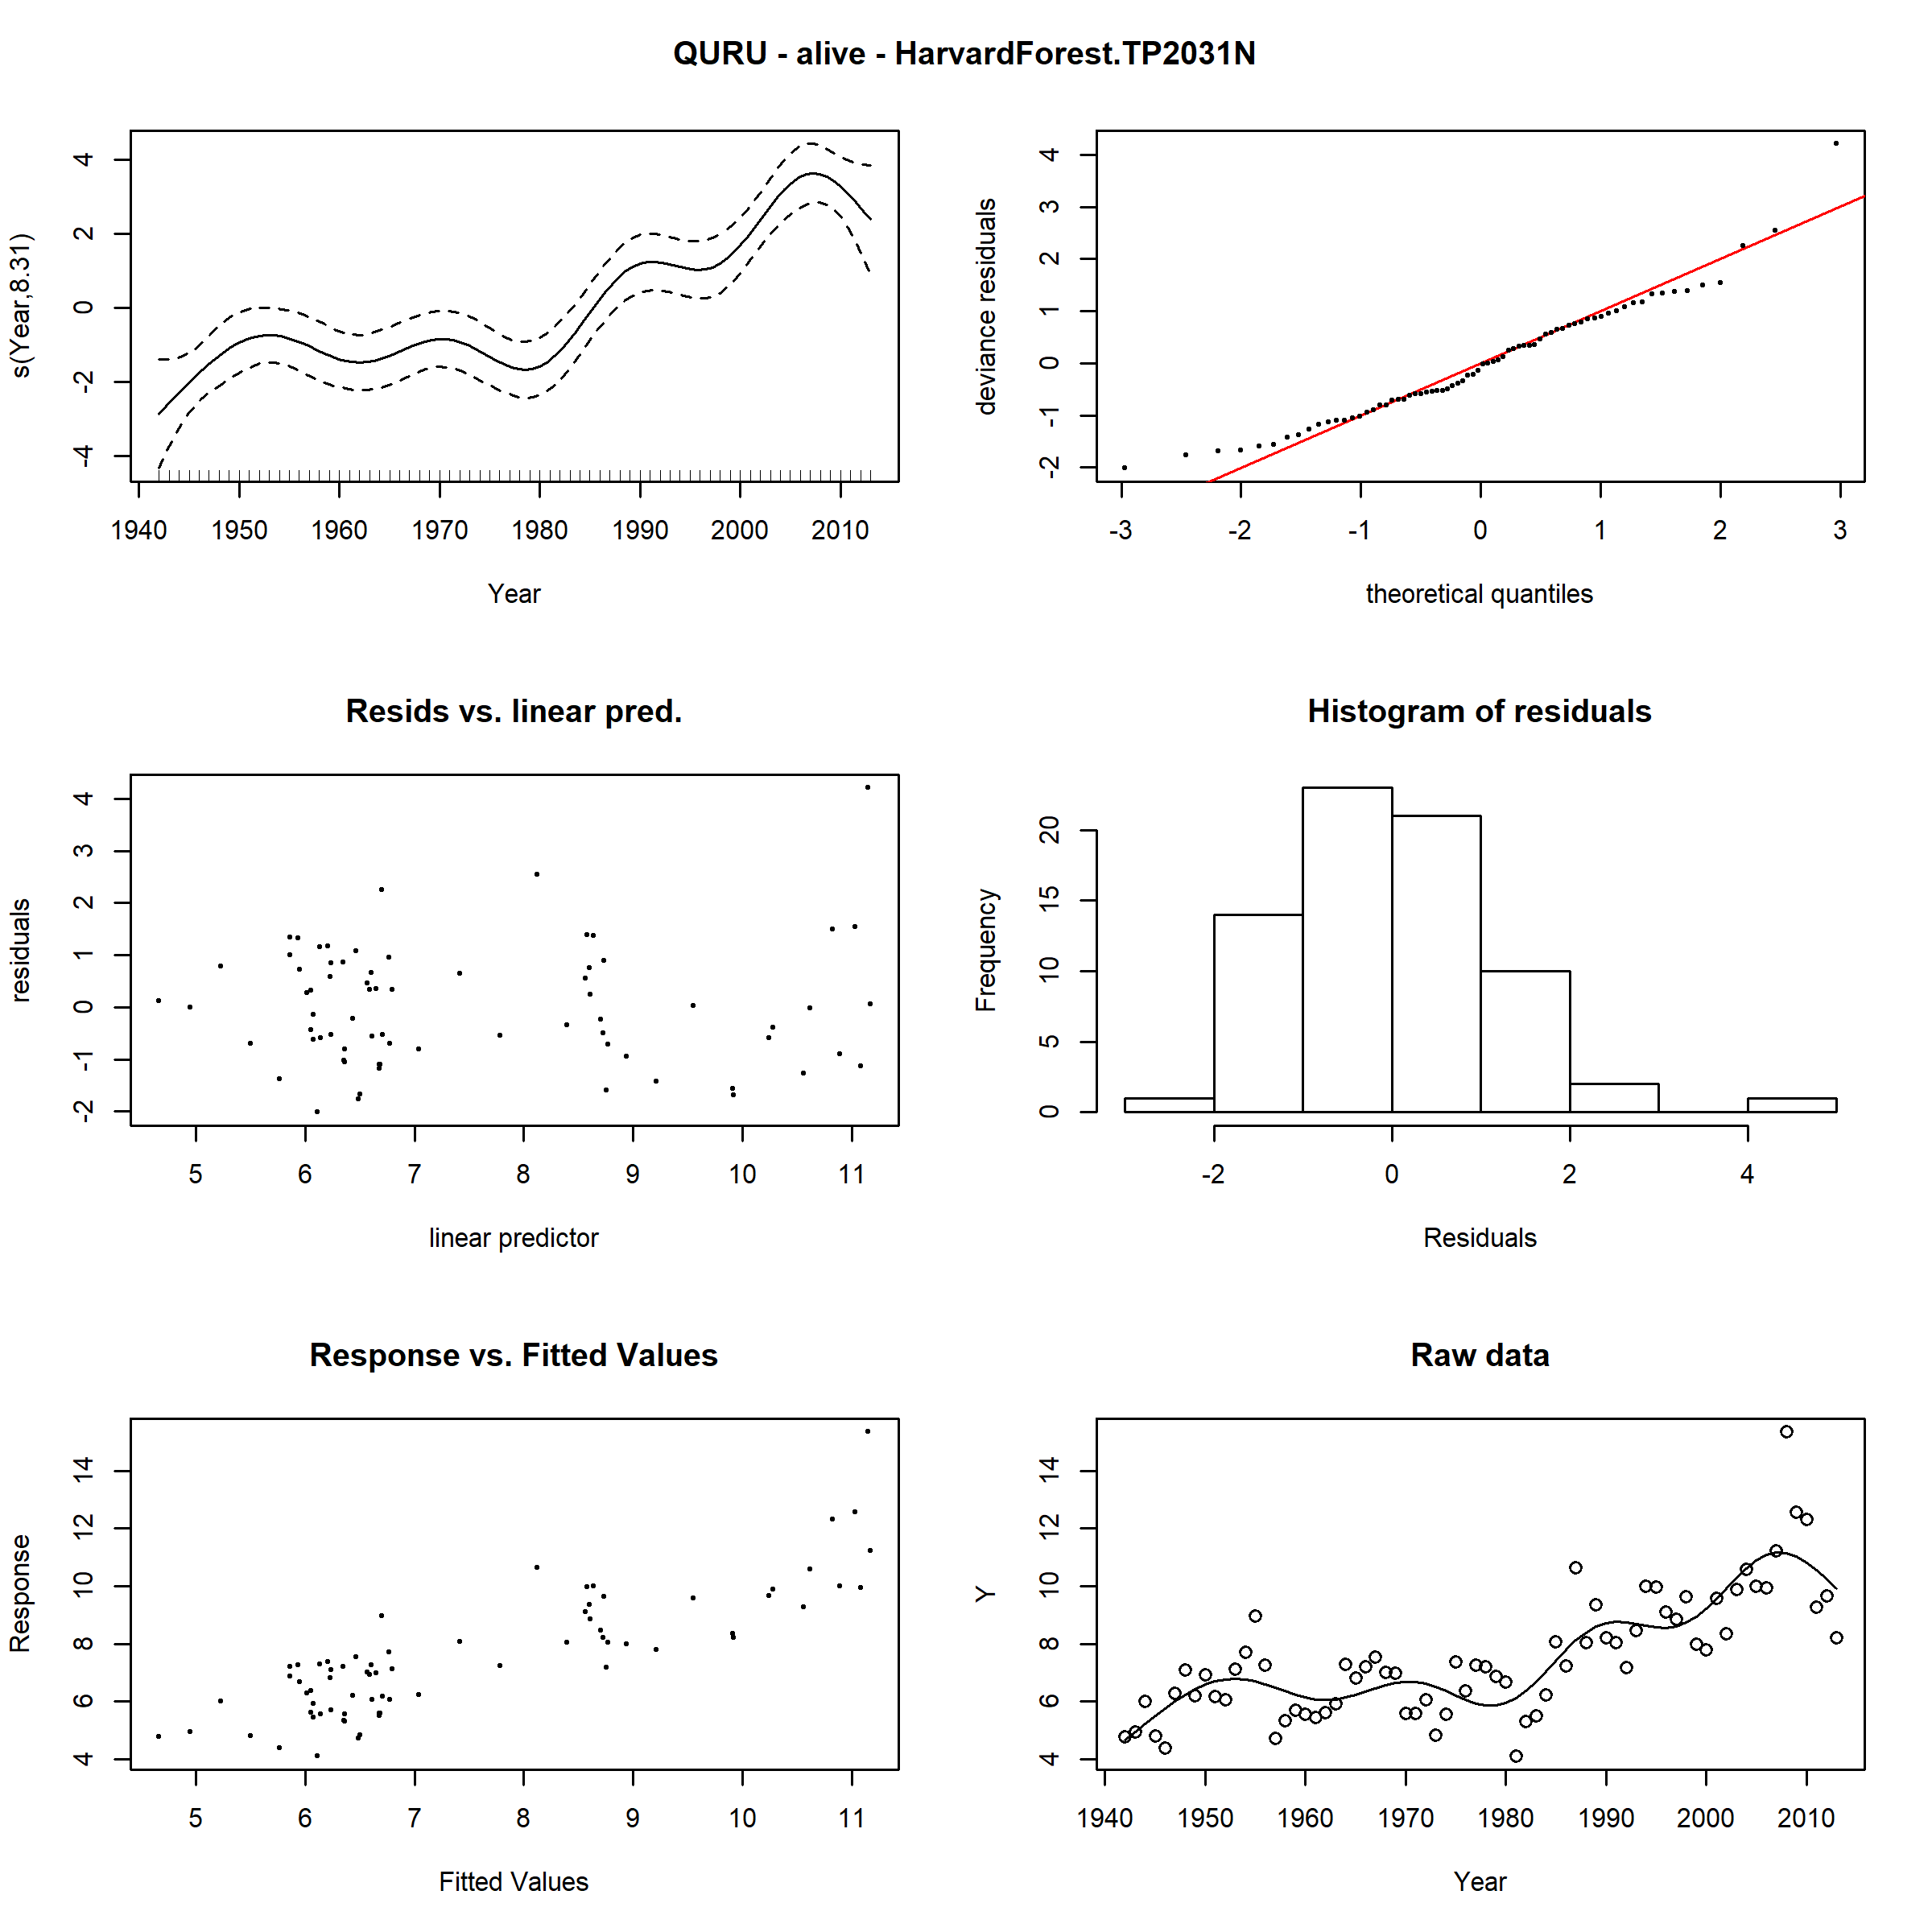 QURU - alive - HarvardForest.TP2031N
s(Year,8.31)
-4 -2 0 2 4
1940 1950 1960 1970 1980 1990 2000 2010
Year
deviance residuals
-2 -1 0 1 2 3 4
-3 -2 -1 0 1 2 3
theoretical quantiles
Resids vs. linear pred.
residuals
-2 -1 0 1 2 3 4
5 6 7 8 9 10 11
linear predictor
Histogram of residuals
Frequency
0 5 10 15 20
-2 0 2 4
Residuals
Response vs. Fitted Values
Response
4 6 8 10 12 14
5 6 7 8 9 10 11
Fitted Values
Raw data
Y
4 6 8 10 12 14
1940 1950 1960 1970 1980 1990 2000 2010
Year